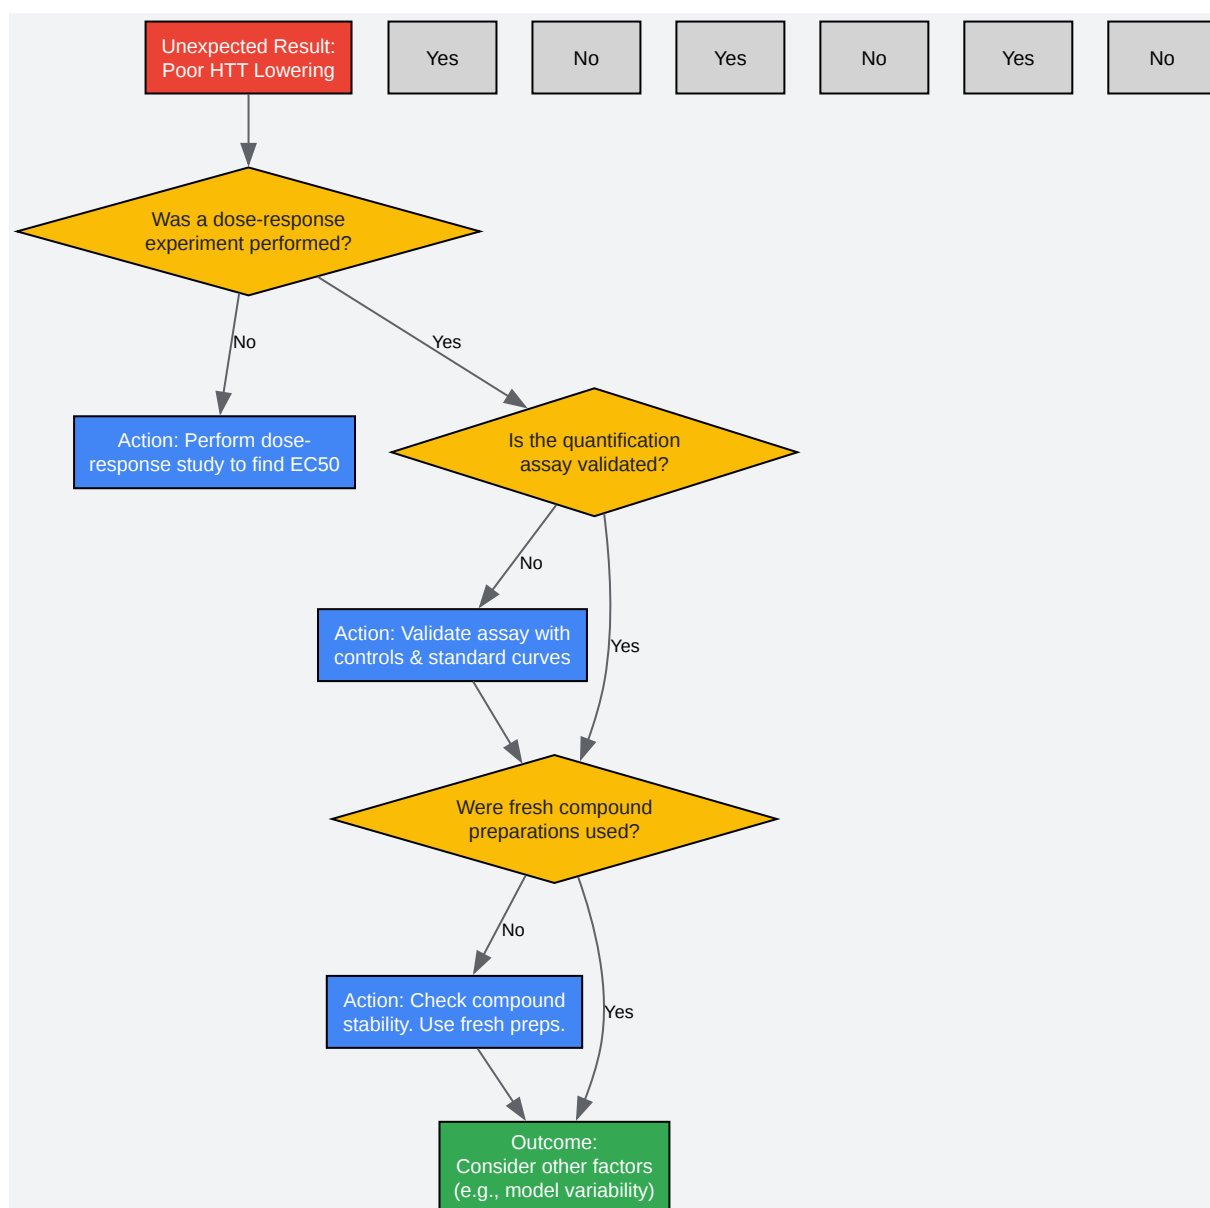 Unexpected Result:
Poor HTT Lowering
Yes
No
Yes
No
Yes
No
Was a dose-response
experiment performed?
No
Yes
Action: Perform dose-
response study to find EC50
Is the quantification
assay validated?
No
Action: Validate assay with
controls & standard curves
Yes
Were fresh compound
preparations used?
No
Action: Check compound
stability. Use fresh preps.
Yes
Outcome:
Consider other factors
(e.g., model variability)